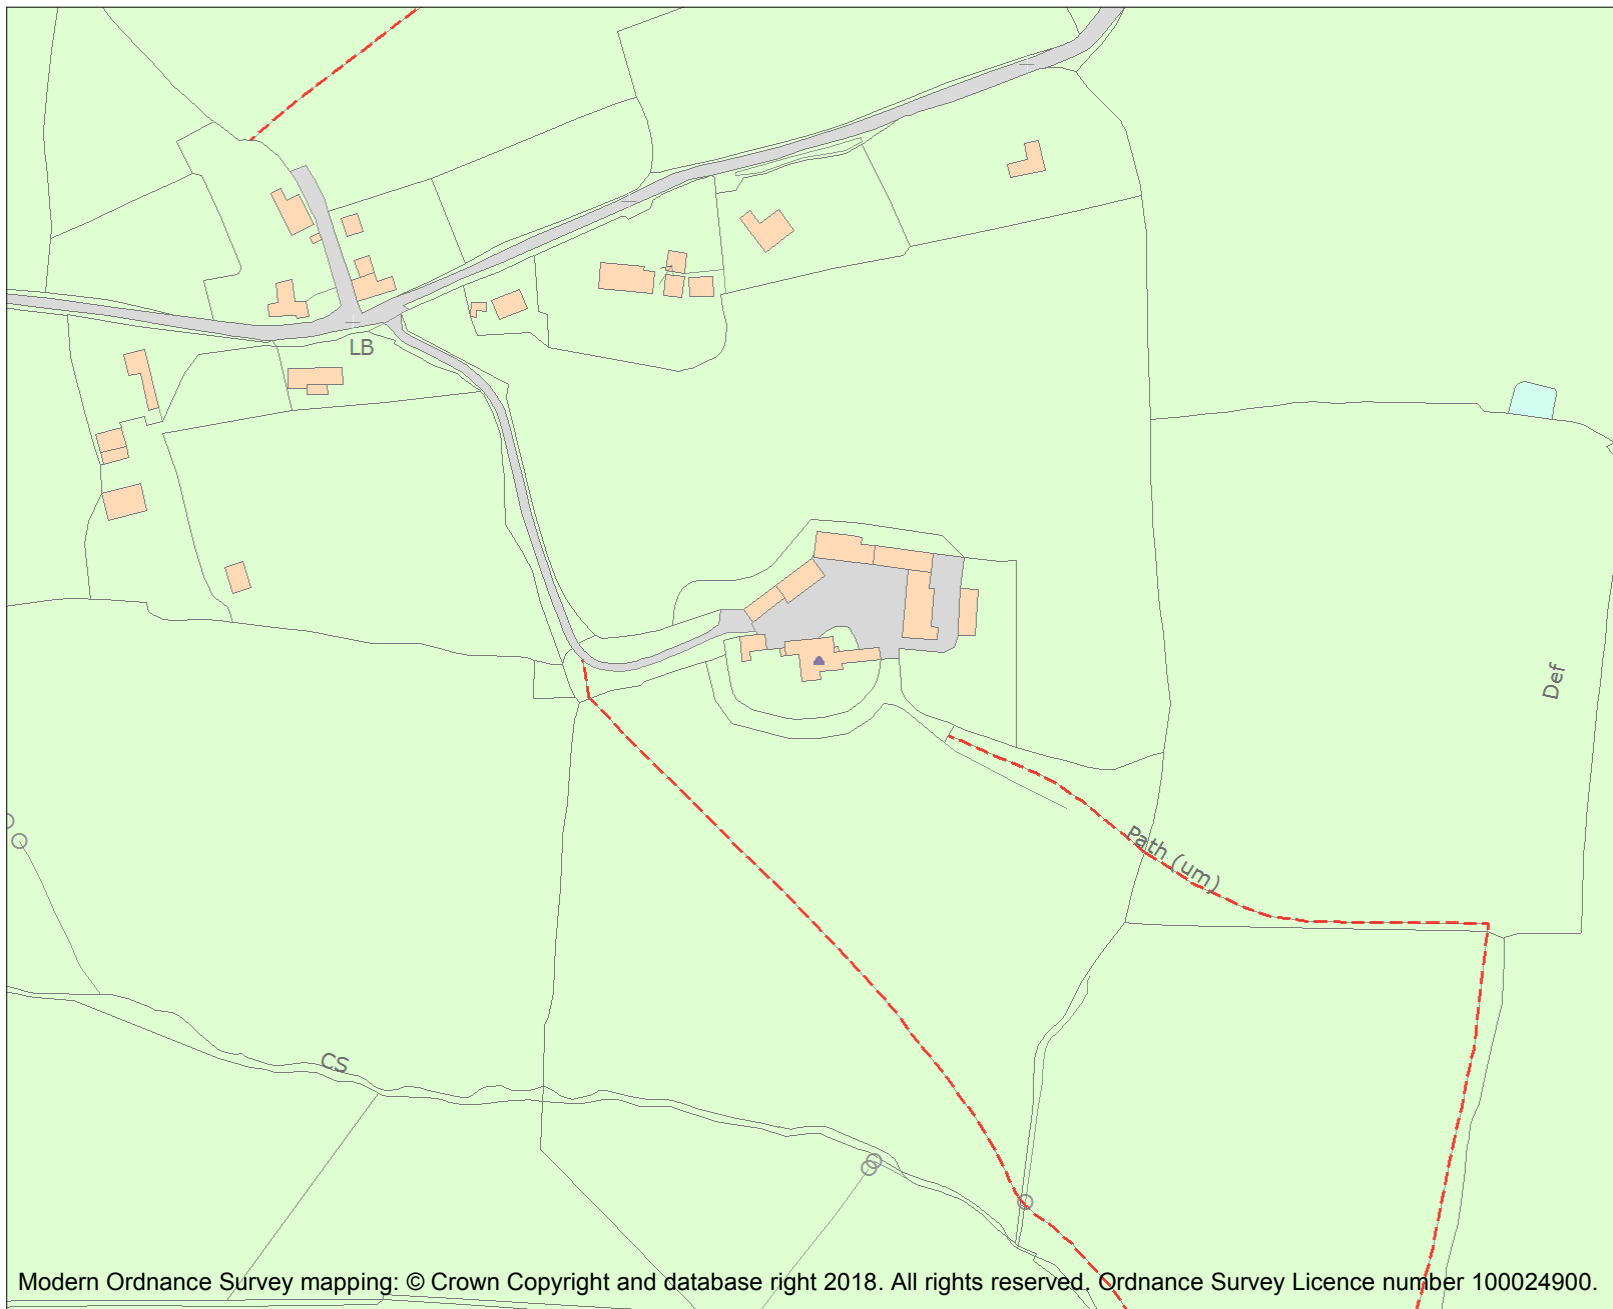 LB
Def
Path (um)
CS
Modern Ordnance Survey mapping: © Crown Copyright and database right 2018. All rights reserved. Ordnance Survey Licence number 100024900.